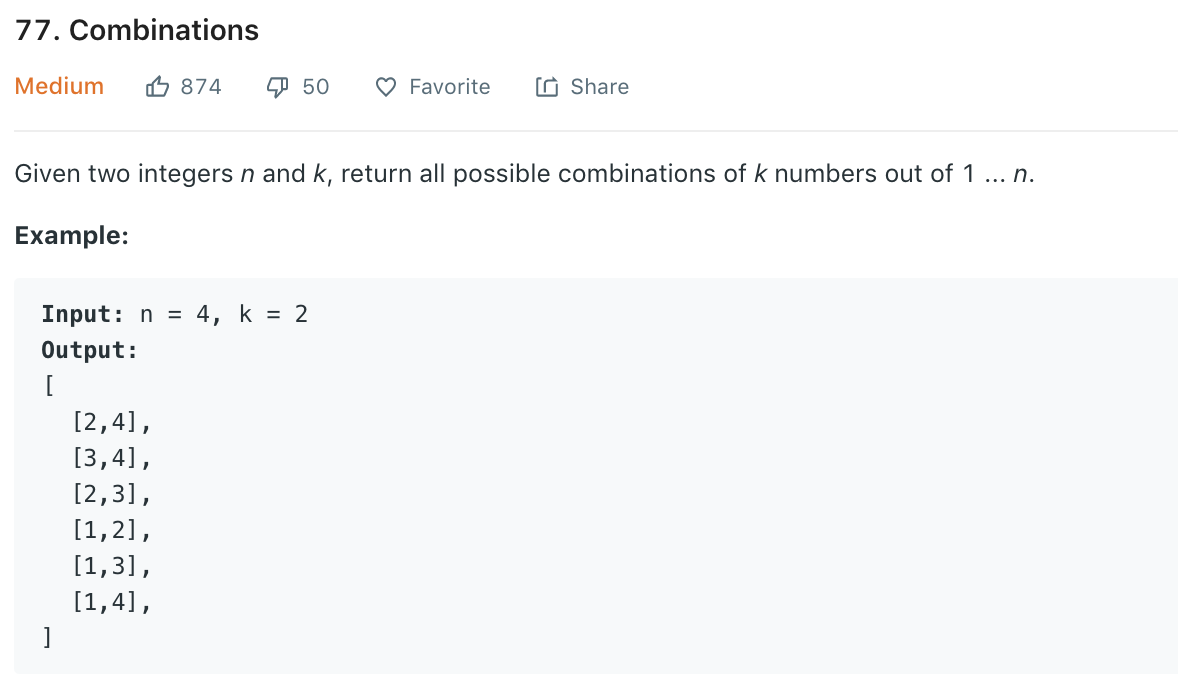 77. Combinations
Medium 874 50 Favorite Share
Given two integers n and k, return all possible combinations of k numbers out of 1 ... n.
Example:
Input: n = 4, k = 2
Output:
[
[2,4],
[3,4],
[2,3],
[1,2],
[1,3],
[1,4],
]